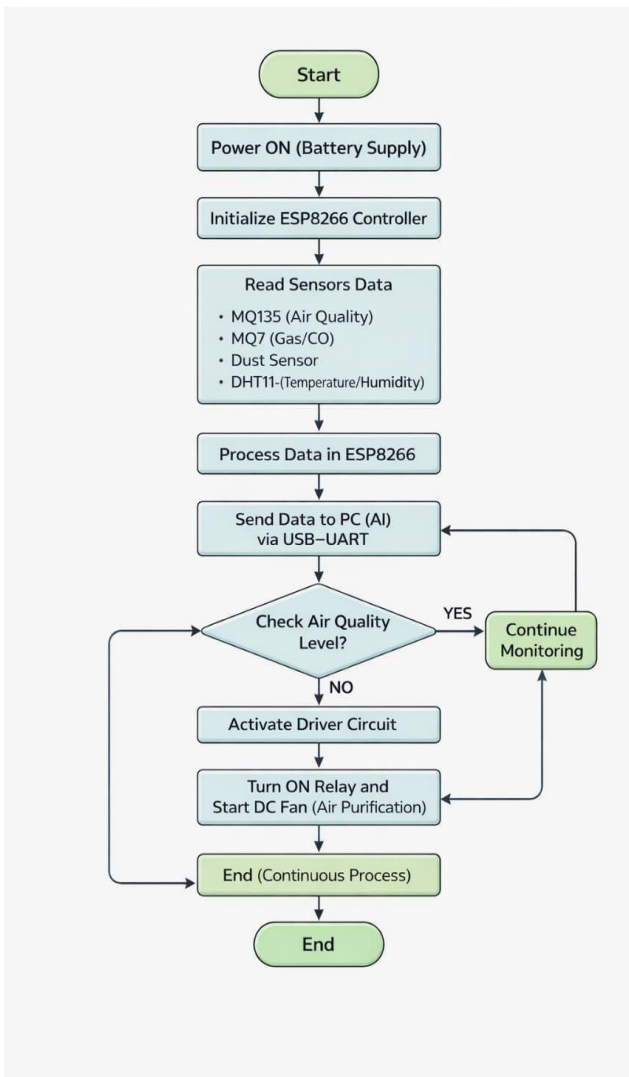 Start
Power ON (Battery Supply)
Initialize ESP8266 Controller
Read Sensors Data
• MQ135 (Air Quality)
• MQ7 (Gas/CO)
• Dust Sensor
• DHT11-(Temperature/Humidity)
Process Data in ESP8266
Send Data to PC (AI)
via USB–UART
Check Air Quality
Level?
YES
Continue
Monitoring
NO
Activate Driver Circuit
Turn ON Relay and
Start DC Fan (Air Purification)
End (Continuous Process)
End